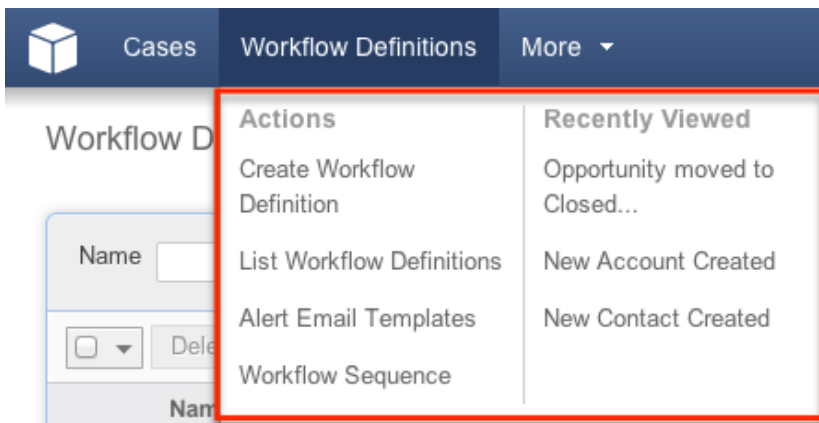 Cases Workflow Definitions More
Workflow D
Name
Dele
Nam
Actions
Create Workflow
Definition
List Workflow Definitions
Alert Email Templates
Workflow Sequence
Recently Viewed
Opportunity moved to
Closed...
New Account Created
New Contact Created